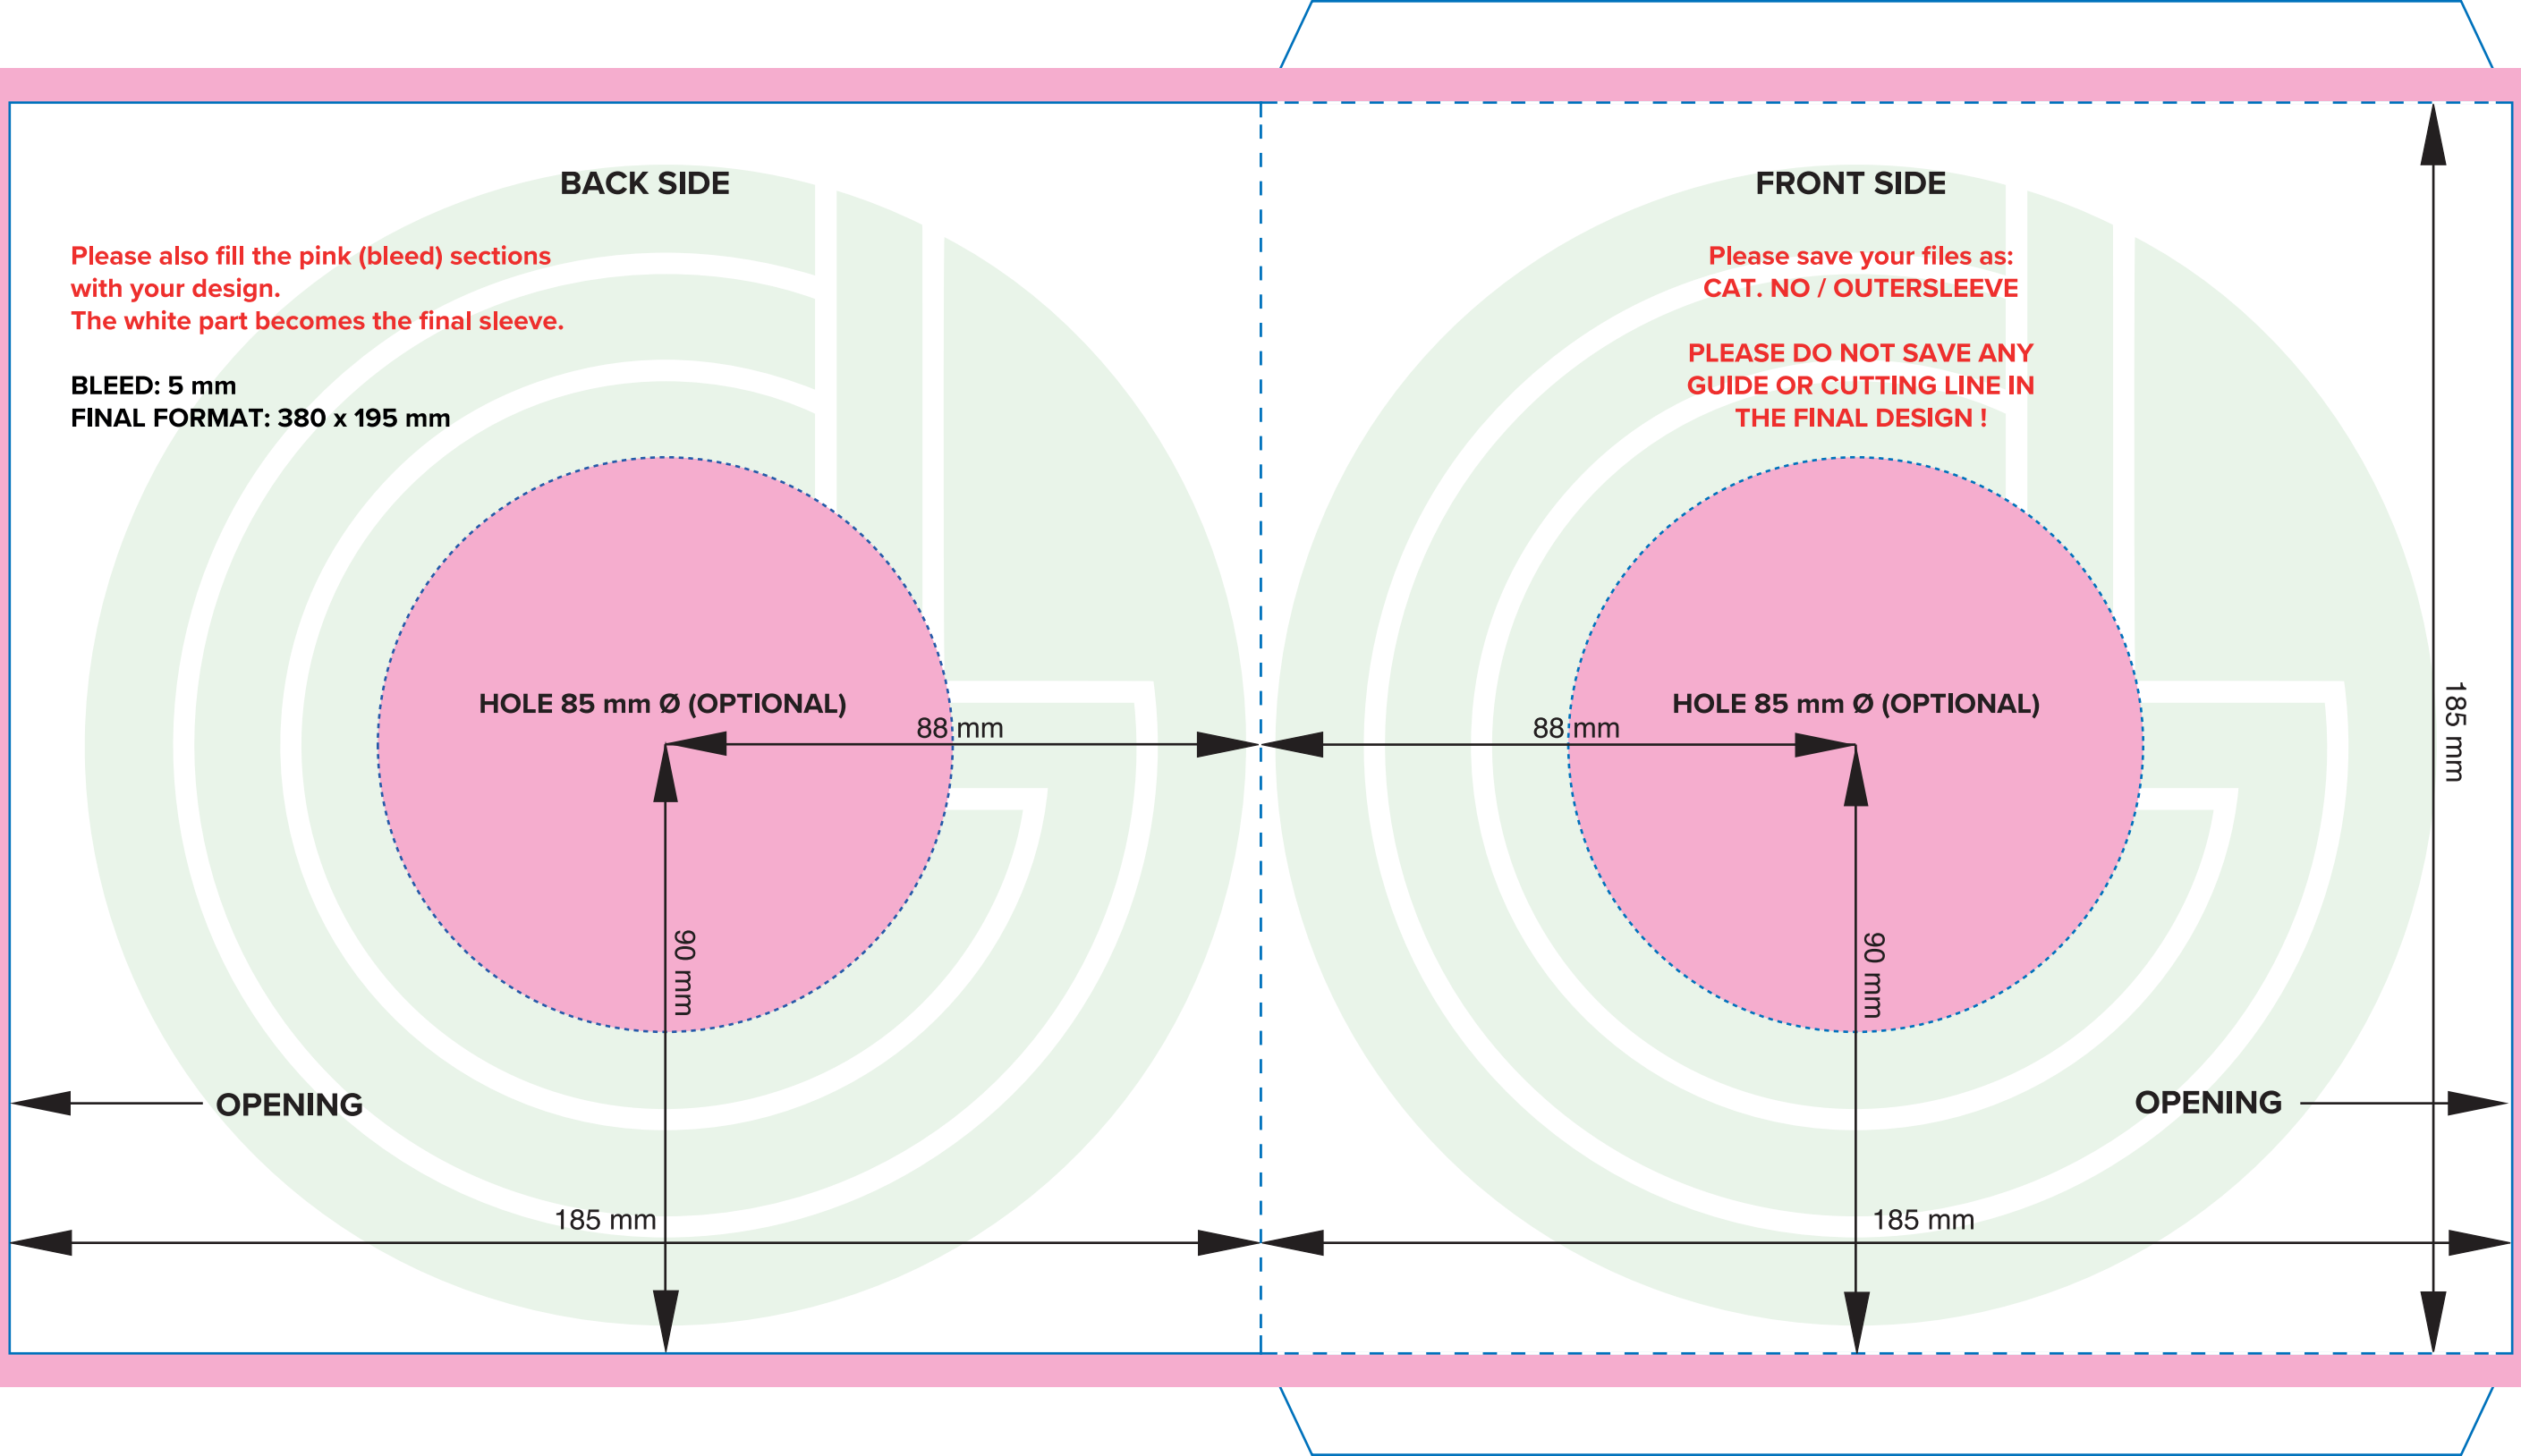 BACK SIDE
Please also fill the pink (bleed) sections
with your design.
The white part becomes the final sleeve.
BLEED: 5 mm
FINAL FORMAT: 380 x 195 mm
HOLE 85 mm Ø (OPTIONAL)
88 mm
90 mm
OPENING
185 mm
FRONT SIDE
Please save your files as:
CAT. NO / OUTERSLEEVE
PLEASE DO NOT SAVE ANY
GUIDE OR CUTTING LINE IN
THE FINAL DESIGN !
HOLE 85 mm Ø (OPTIONAL)
88 mm
185 mm
90 mm
OPENING
185 mm